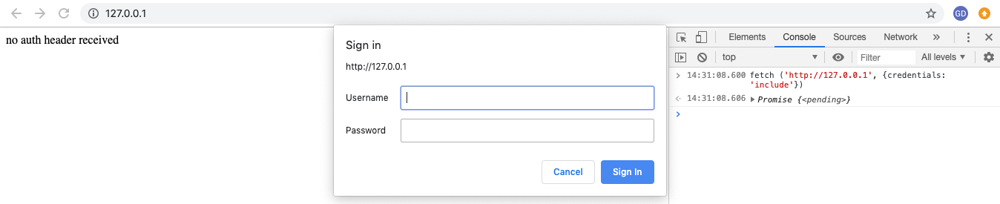 127.0.0.1
GD
no auth header received
Sign in
http://127.0.0.1
Username
Password
Cancel
Sign In
Elements Console Sources Network »
top Filter All levels
14:31:08.600 fetch ('http://127.0.0.1', {credentials:
'include'})
14:31:08.606 Promise {<pending>}